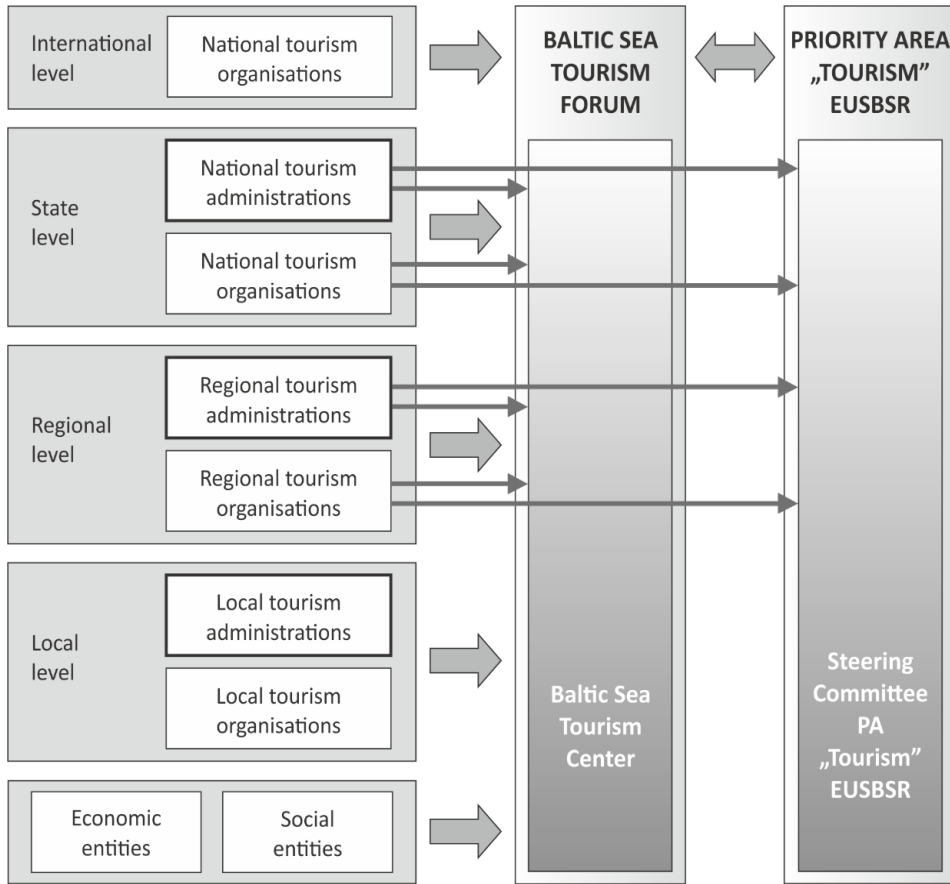 International
level
National tourism
organisations
BALTIC SEA
TOURISM
FORUM
PRIORITY AREA
„TOURISM”
EUSBSR
State
level
National tourism
administrations
National tourism
organisations
Regional
level
Regional tourism
administrations
Regional tourism
organisations
Local
level
Local tourism
administrations
Local tourism
organisations
Baltic Sea
Tourism
Center
Steering
Committee
PA
„Tourism”
EUSBSR
Economic
entities
Social
entities